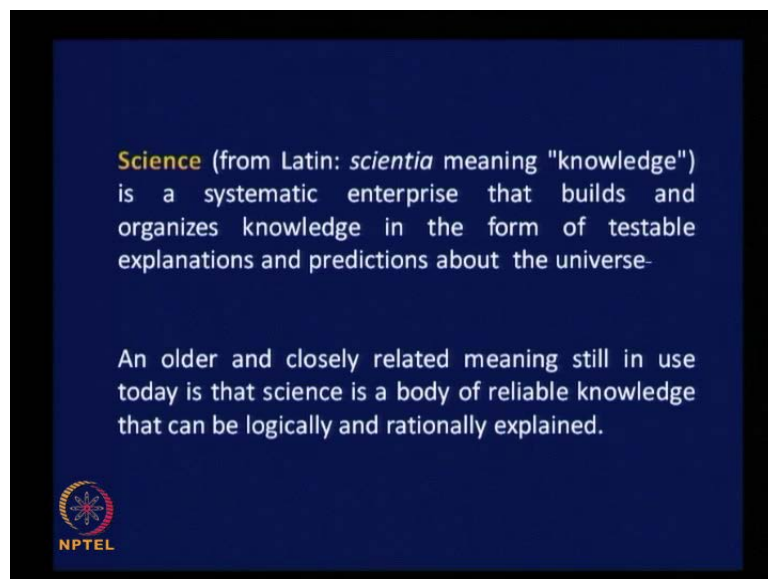 Science (from Latin: scientia meaning "knowledge")
is a systematic enterprise that builds and
organizes knowledge in the form of testable
explanations and predictions about the universe-
An older and closely related meaning still in use
today is that science is a body of reliable knowledge
that can be logically and rationally explained.
NPTEL